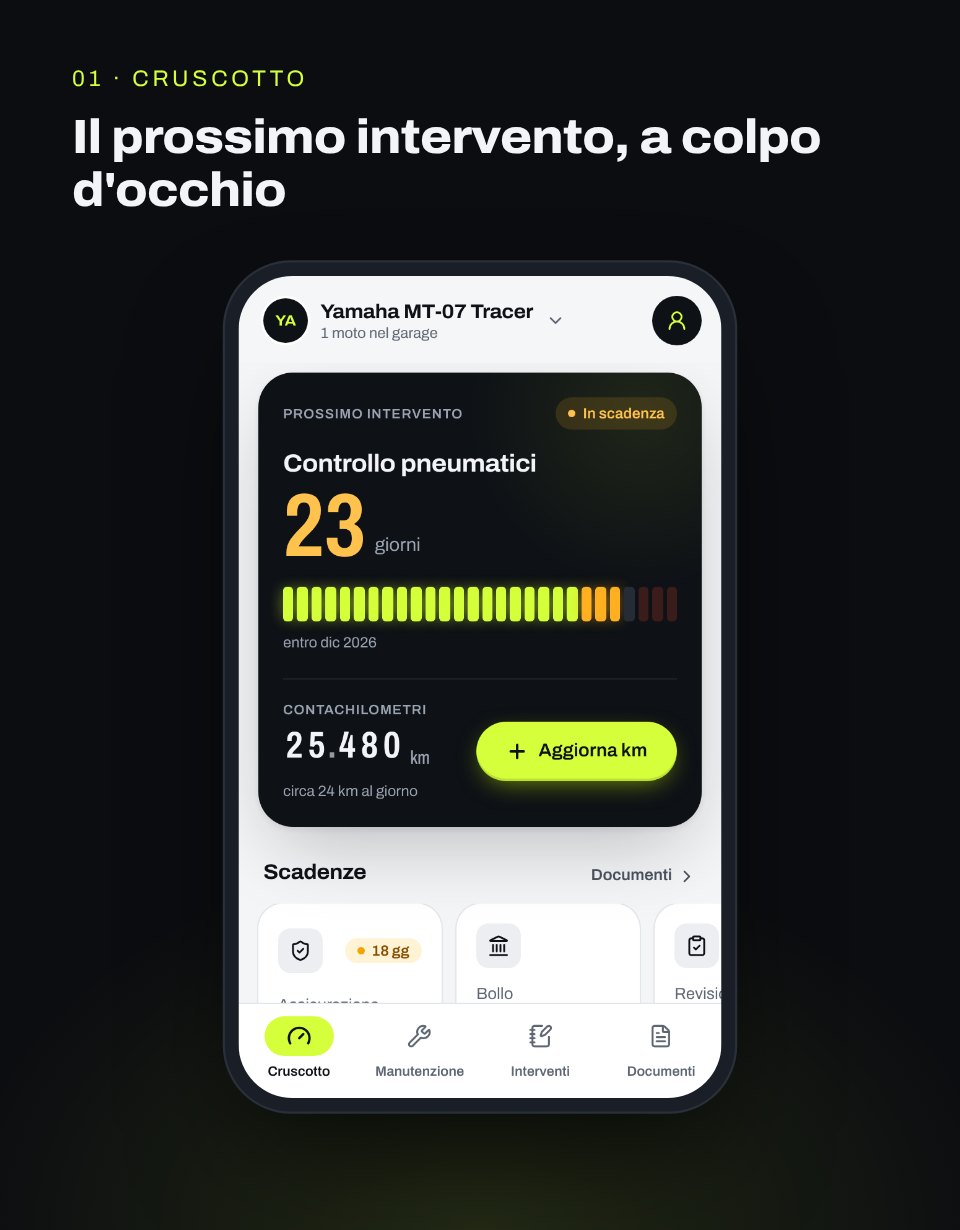 01 · CRUSCOTTO
Il prossimo intervento, a colpo
d'occhio
YA
Yamaha MT-07 Tracer
1 moto nel garage
PROSSIMO INTERVENTO
In scadenza
Controllo pneumatici
23 giorni
entro dic 2026
CONTACHILOMETRI
25.480 km
Aggiorna km
circa 24 km al giorno
Scadenze
Documenti
18 gg
Assicurazione
Bollo
Revisio
Cruscotto
Manutenzione
Interventi
Documenti